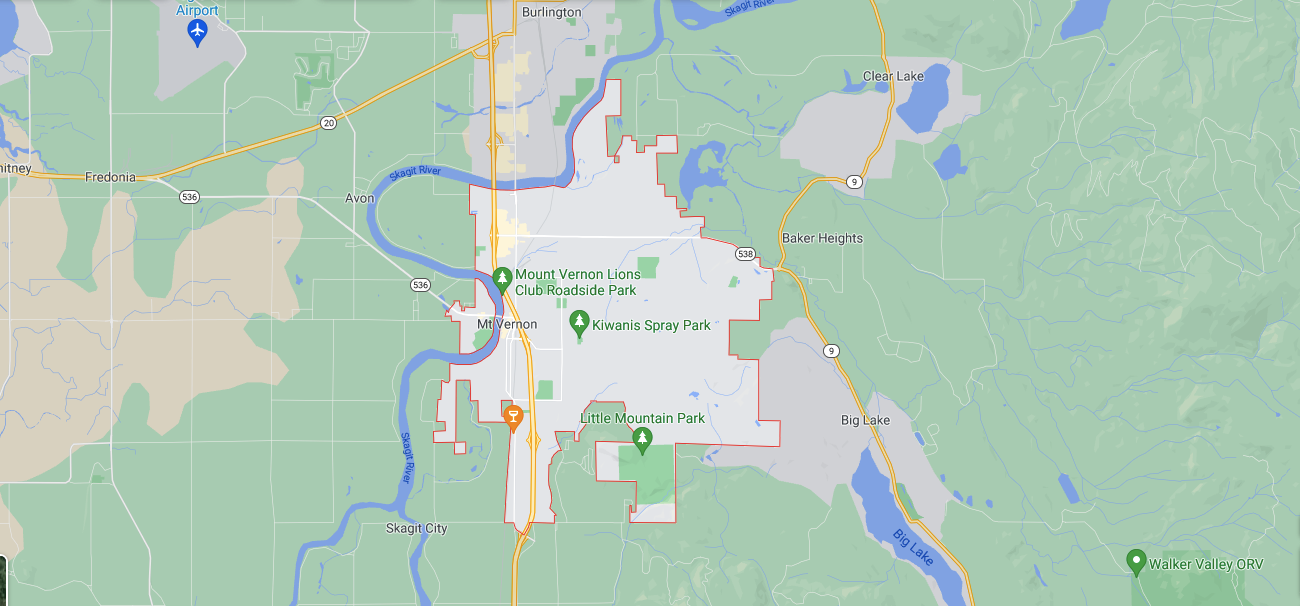 Airport
Burlington
Skagit River
Clear Lake
20
Fredonia
Skagit River
9
536
Avon
Baker Heights
538
Mount Vernon Lions
Club Roadside Park
536
Mt Vernon
Kiwanis Spray Park
9
Little Mountain Park
Big Lake
Skagit River
Skagit City
Big Lake
Walker Valley ORV